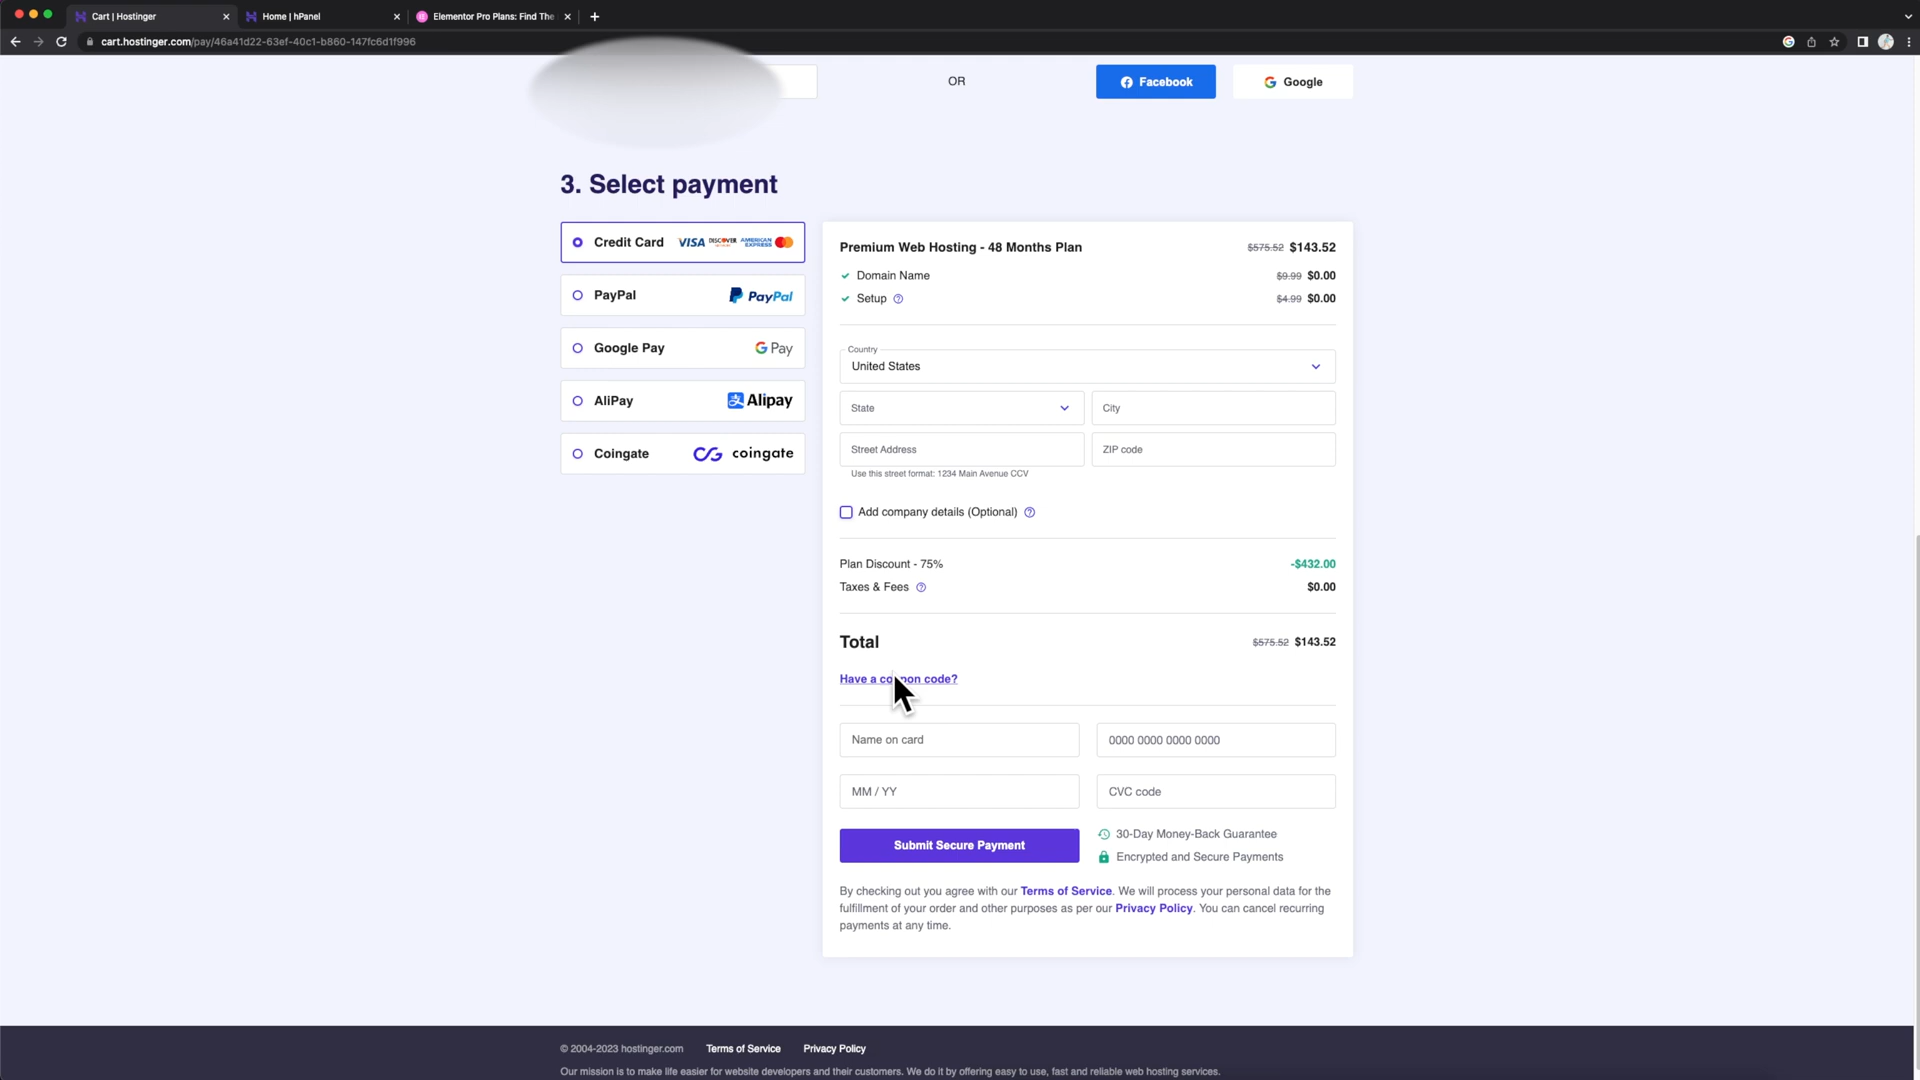 Cart | Hostinger
Home | hPanel
Elementor Pro Plans: Find The
cart.hostinger.com/pay/46a41d22-63ef-40c1-b860-147fc6d1f996
OR
Facebook
Google
3. Select payment
Credit Card VISA DISCOVER AMERICAN EXPRESS
PayPal PayPal
Google Pay G Pay
AliPay Alipay
Coingate coingate
Premium Web Hosting - 48 Months Plan $575.52 $143.52
Domain Name $9.99 $0.00
Setup $4.99 $0.00
Country
United States
State City
Street Address ZIP code
Use this street format: 1234 Main Avenue CCV
Add company details (Optional)
Plan Discount - 75% -$432.00
Taxes & Fees $0.00
Total $575.52 $143.52
Have a coupon code?
Name on card 0000 0000 0000 0000
MM / YY CVC code
Submit Secure Payment
30-Day Money-Back Guarantee
Encrypted and Secure Payments
By checking out you agree with our Terms of Service. We will process your personal data for the
fulfillment of your order and other purposes as per our Privacy Policy. You can cancel recurring
payments at any time.
© 2004-2023 hostinger.com Terms of Service Privacy Policy
Our mission is to make life easier for website developers and their customers. We do it by offering easy to use, fast and reliable web hosting services.